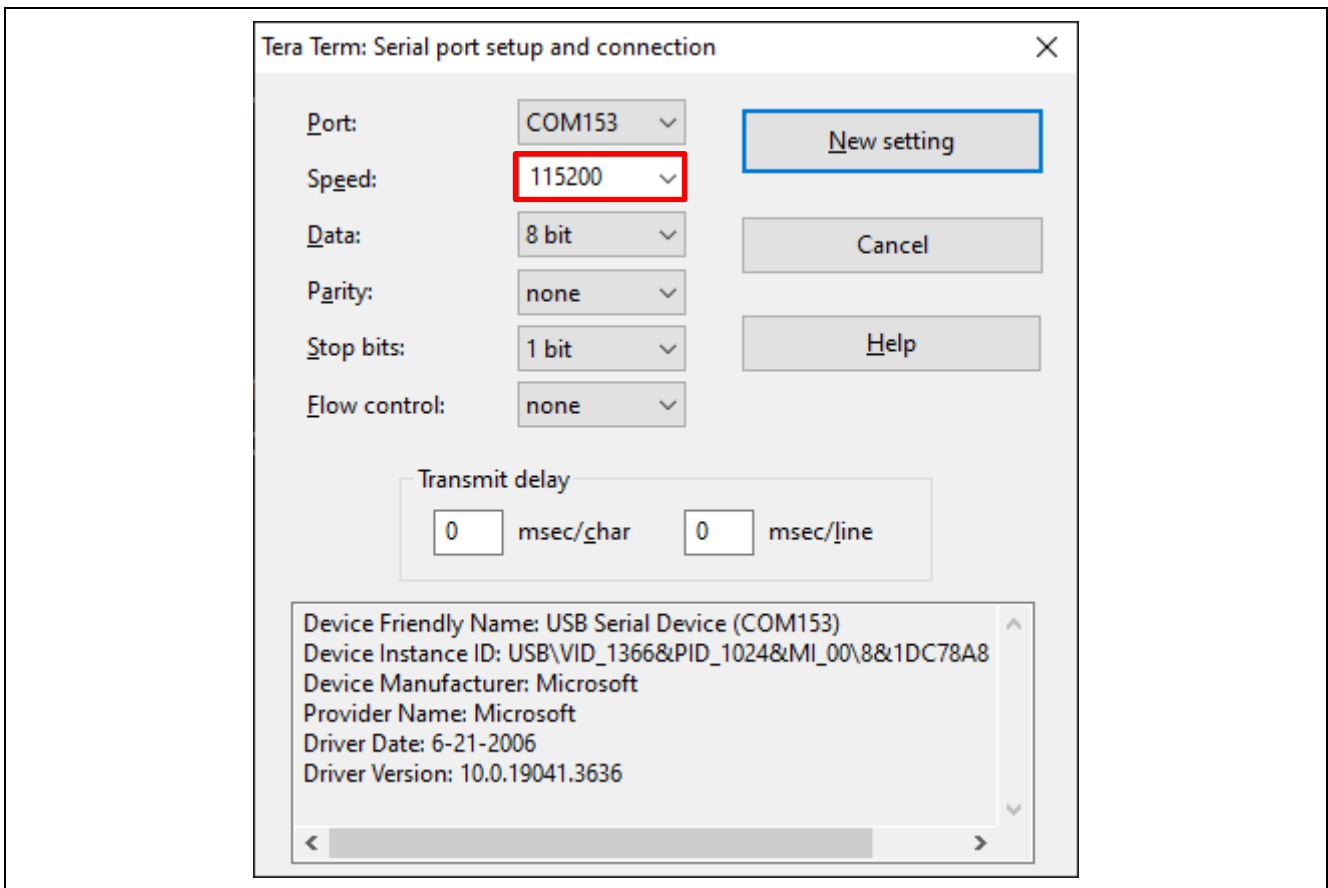 Tera Term: Serial port setup and connection
Port: COM153 New setting
Speed: 115200
Data: 8 bit Cancel
Parity: none
Stop bits: 1 bit Help
Flow control: none
Transmit delay
0 msec/char 0 msec/line
Device Friendly Name: USB Serial Device (COM153)
Device Instance ID: USB\VID_1366&PID_1024&MI_00\8&1DC78A8
Device Manufacturer: Microsoft
Provider Name: Microsoft
Driver Date: 6-21-2006
Driver Version: 10.0.19041.3636